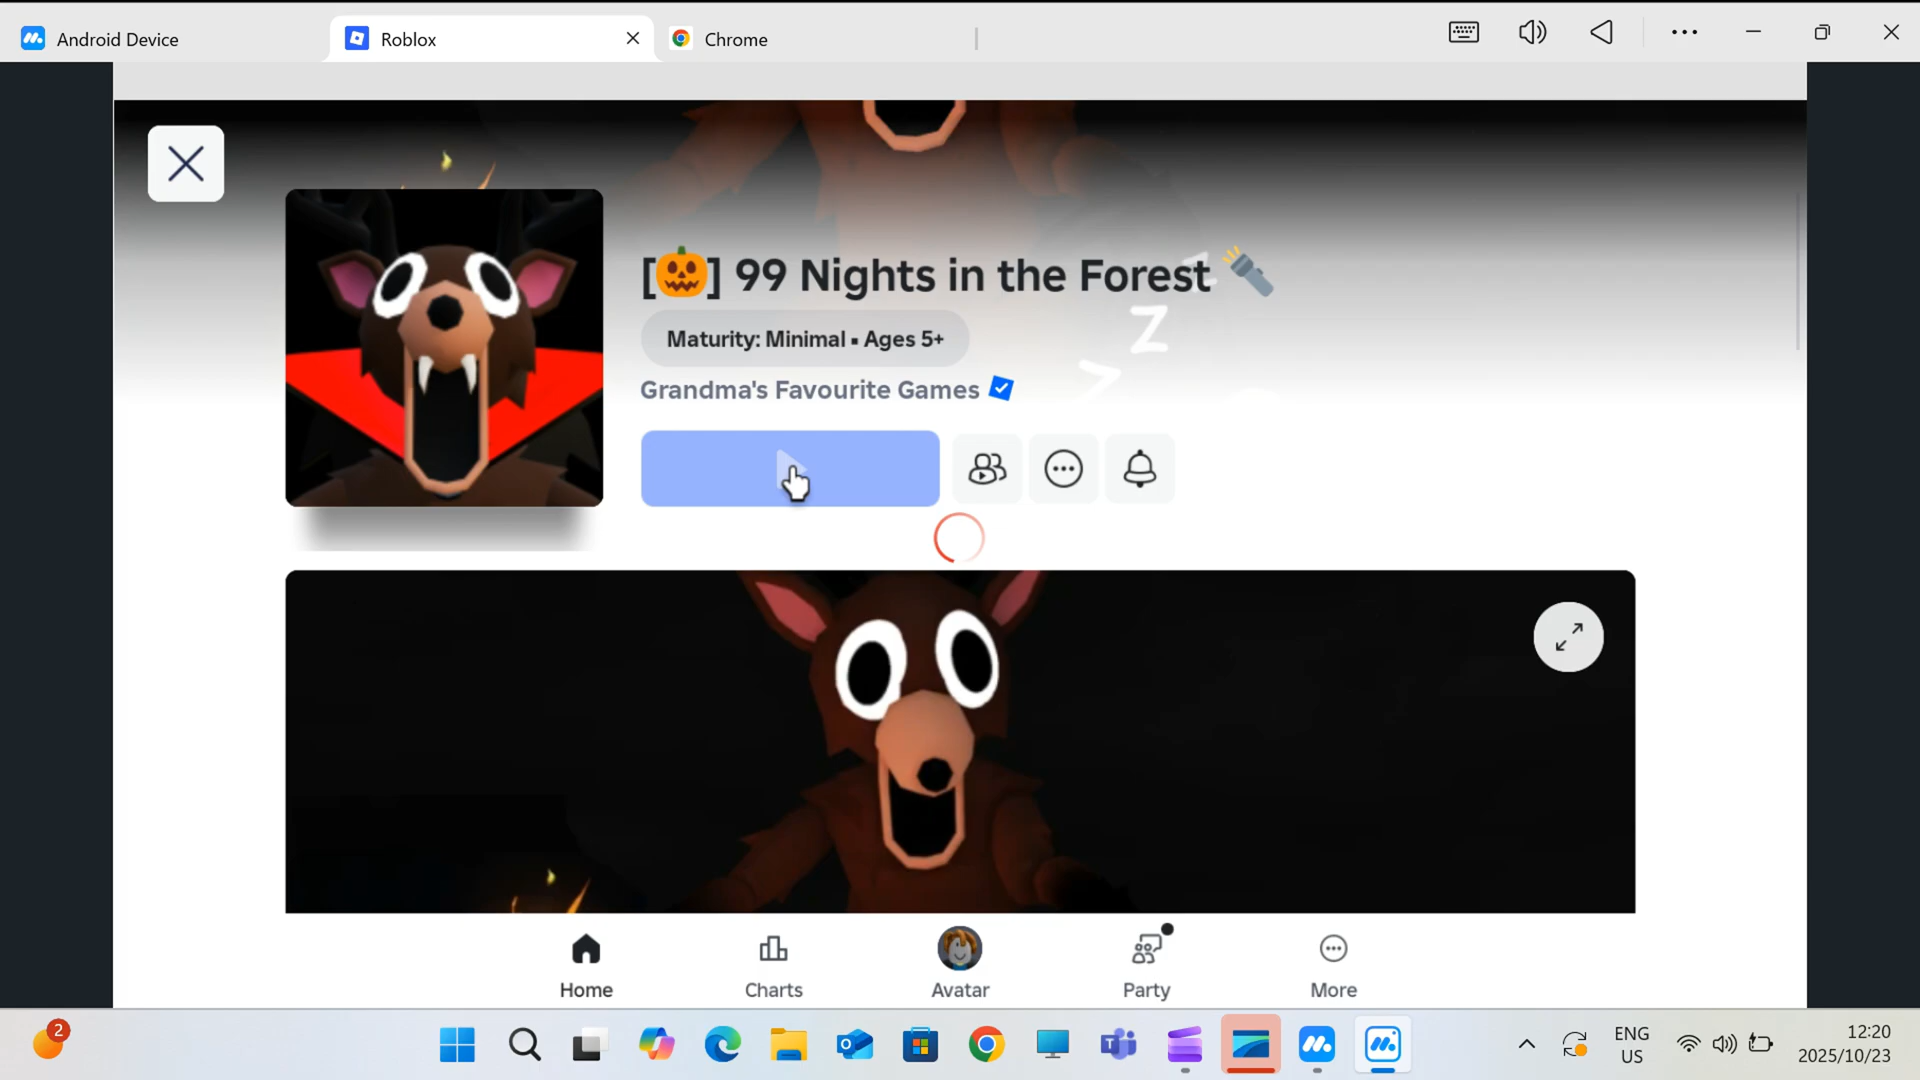 Android Device
Roblox
Chrome
[🎃] 99 Nights in the Forest 🔦
Z
Maturity: Minimal ▪ Ages 5+
Grandma's Favourite Games
Home
Charts
Avatar
Party
More
2
ENG
US
12:20
2025/10/23